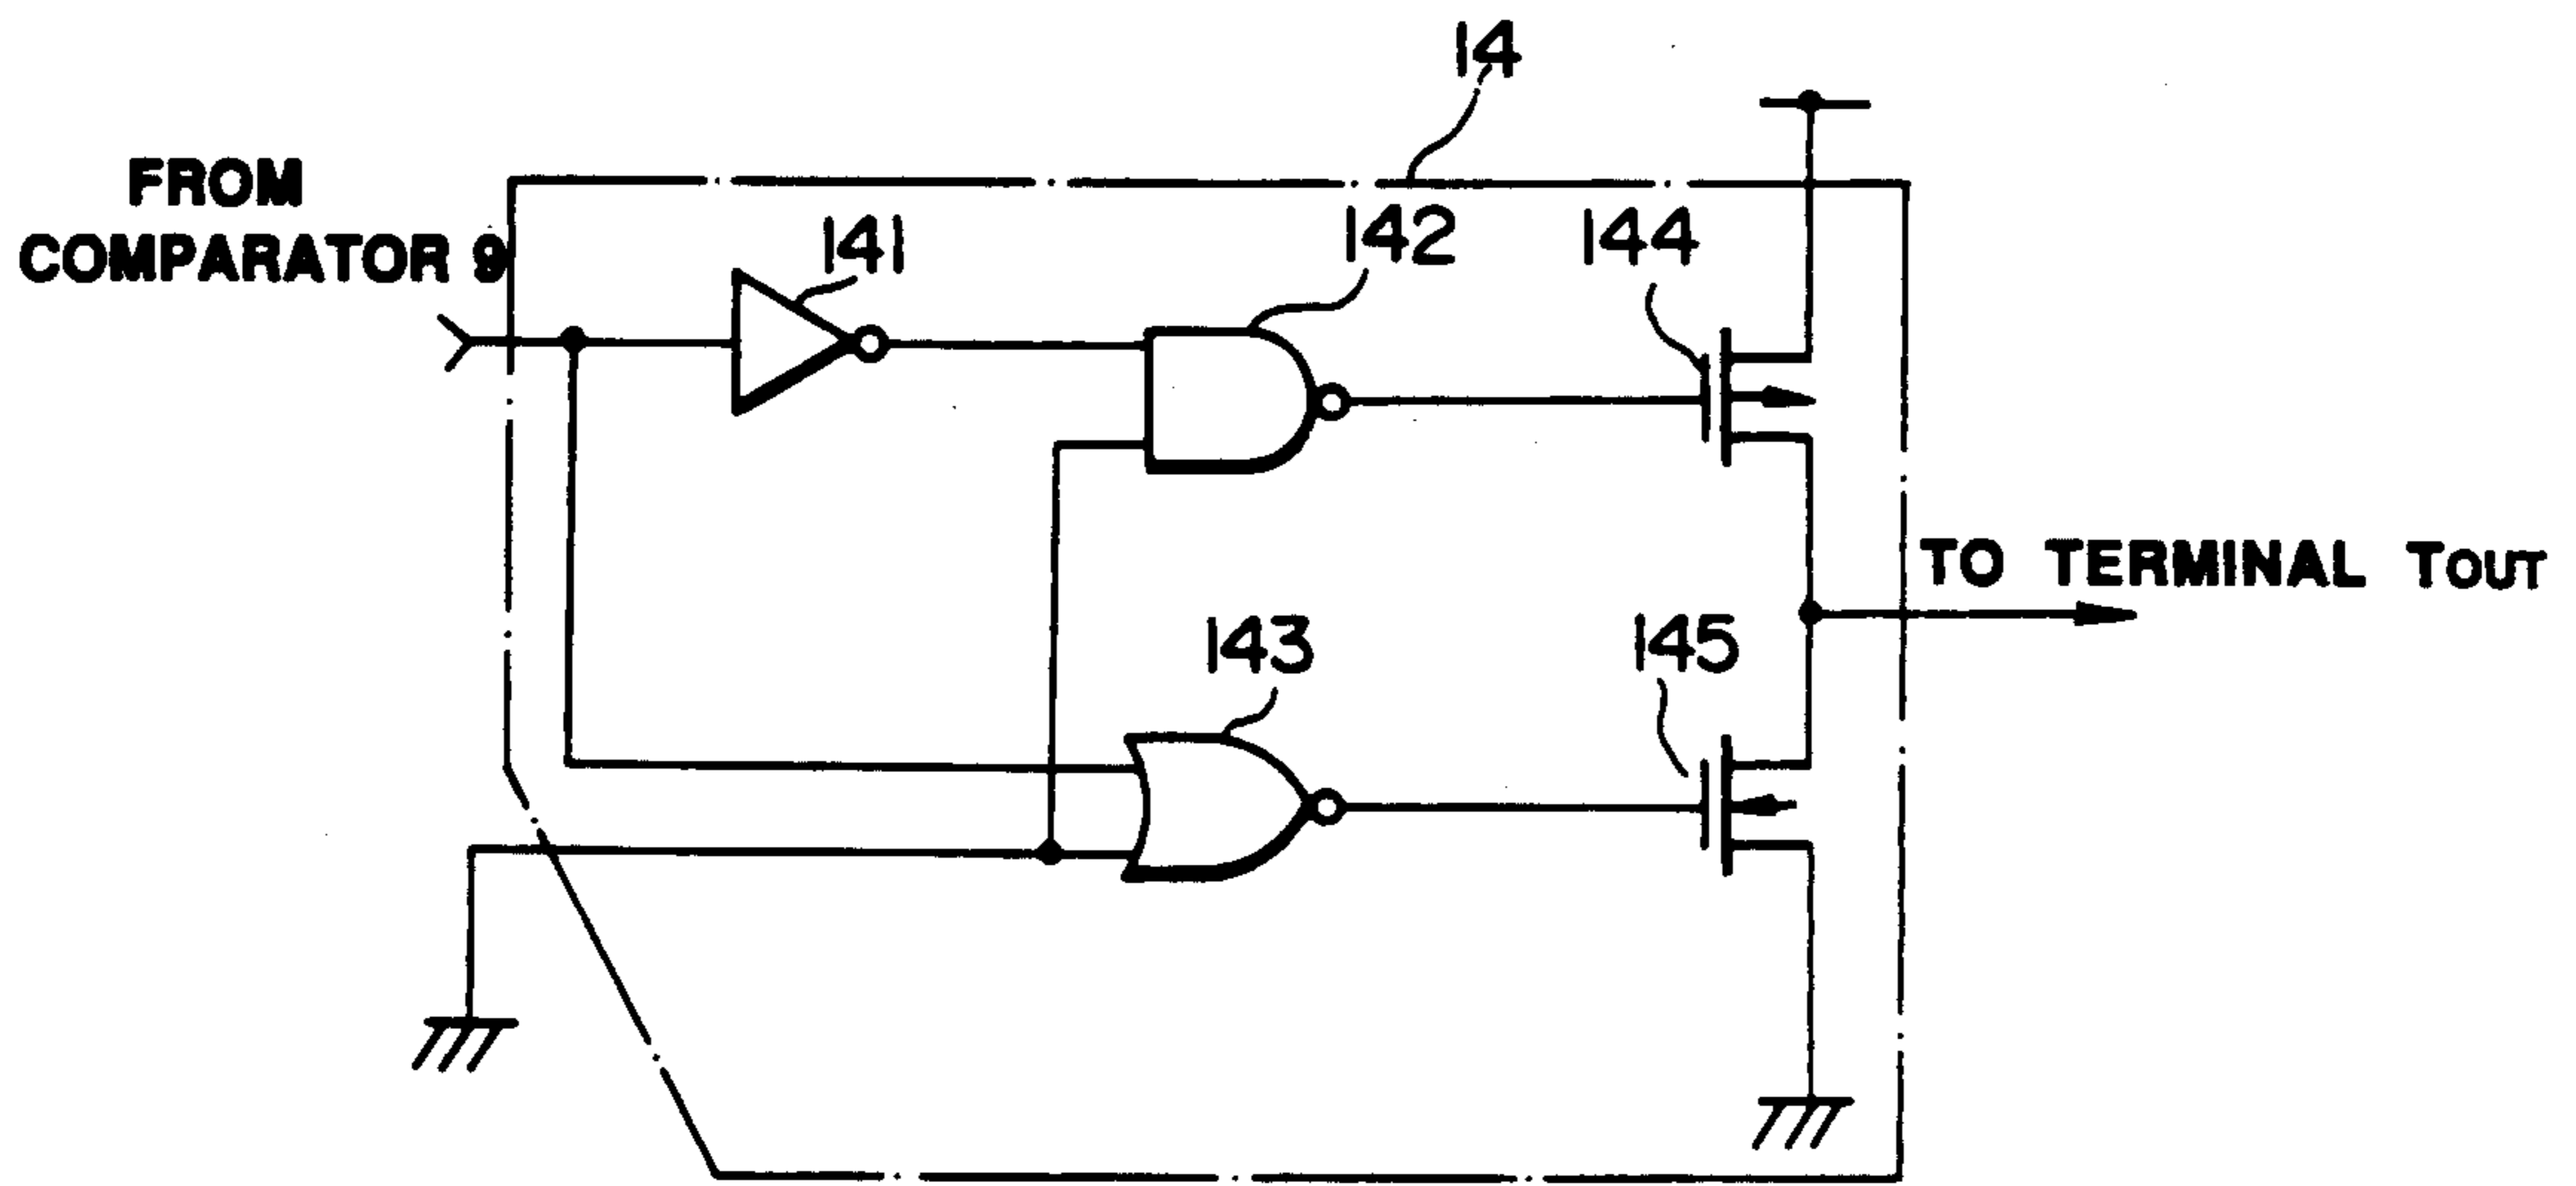 14
FROM
COMPARATOR 9
141
142
144
TO TERMINAL TOUT
143
145